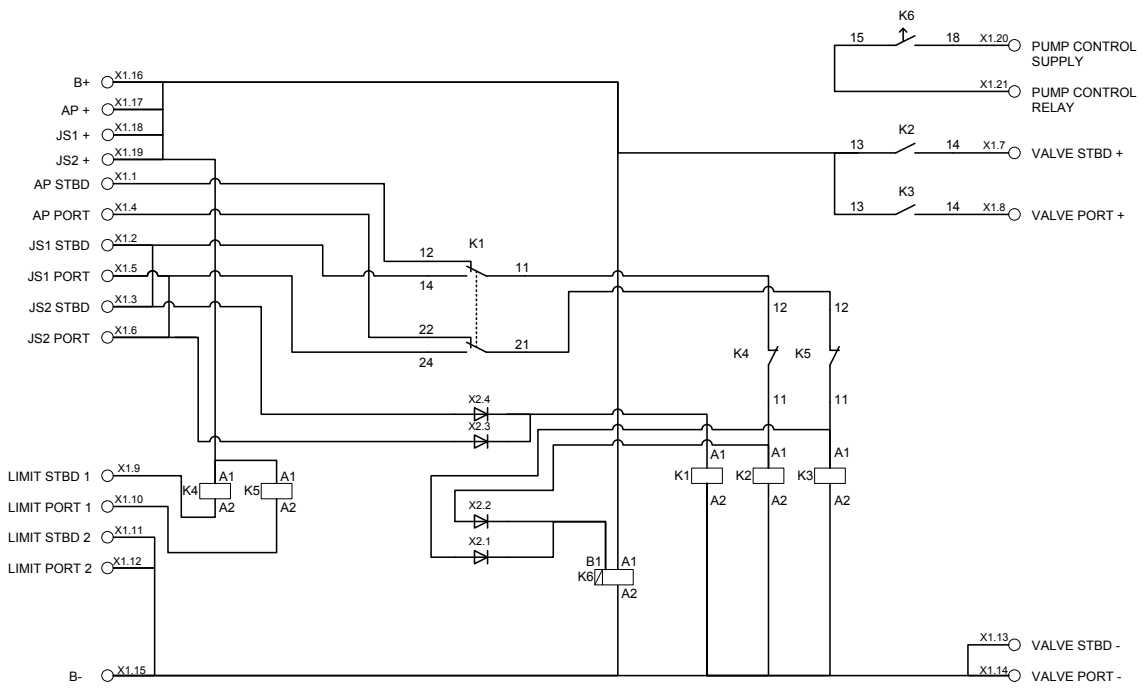 K6
15 18 X1.20 PUMP CONTROL
SUPPLY
X1.21 PUMP CONTROL
RELAY
B+ X1.16
AP + X1.17
JS1 + X1.18
JS2 + X1.19
K2
13 14 X1.7 VALVE STBD +
K3
13 14 X1.8 VALVE PORT +
AP STBD X1.1
AP PORT X1.4
JS1 STBD X1.2
JS1 PORT X1.5
JS2 STBD X1.3
JS2 PORT X1.6
K1
12 11
14
22 21
24
12 12
K4 K5
11 11
X2.4
X2.3
LIMIT STBD 1 X1.9
LIMIT PORT 1 X1.10
LIMIT STBD 2 X1.11
LIMIT PORT 2 X1.12
A1 A1
K4 K5
A2 A2
A1 A1 A1
K1 K2 K3
A2 A2 A2
X2.2
X2.1
B1 A1
K6
A2
B- X1.15
X1.13 VALVE STBD -
X1.14 VALVE PORT -